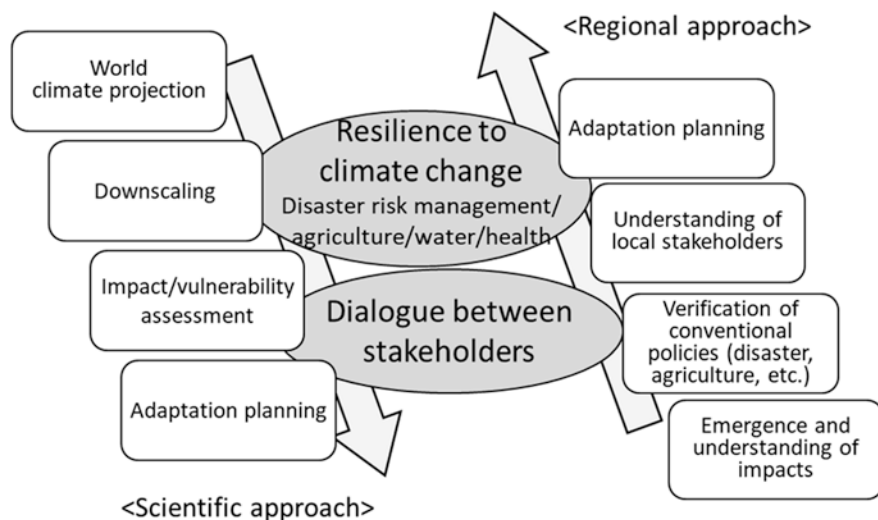 <Regional approach>
World
climate projection
Downscaling
Impact/vulnerability
assessment
Adaptation planning
<Scientific approach>
Resilience to
climate change
Disaster risk management/
agriculture/water/health
Dialogue between
stakeholders
Adaptation planning
Understanding of
local stakeholders
Verification of
conventional
policies (disaster,
agriculture, etc.)
Emergence and
understanding of
impacts